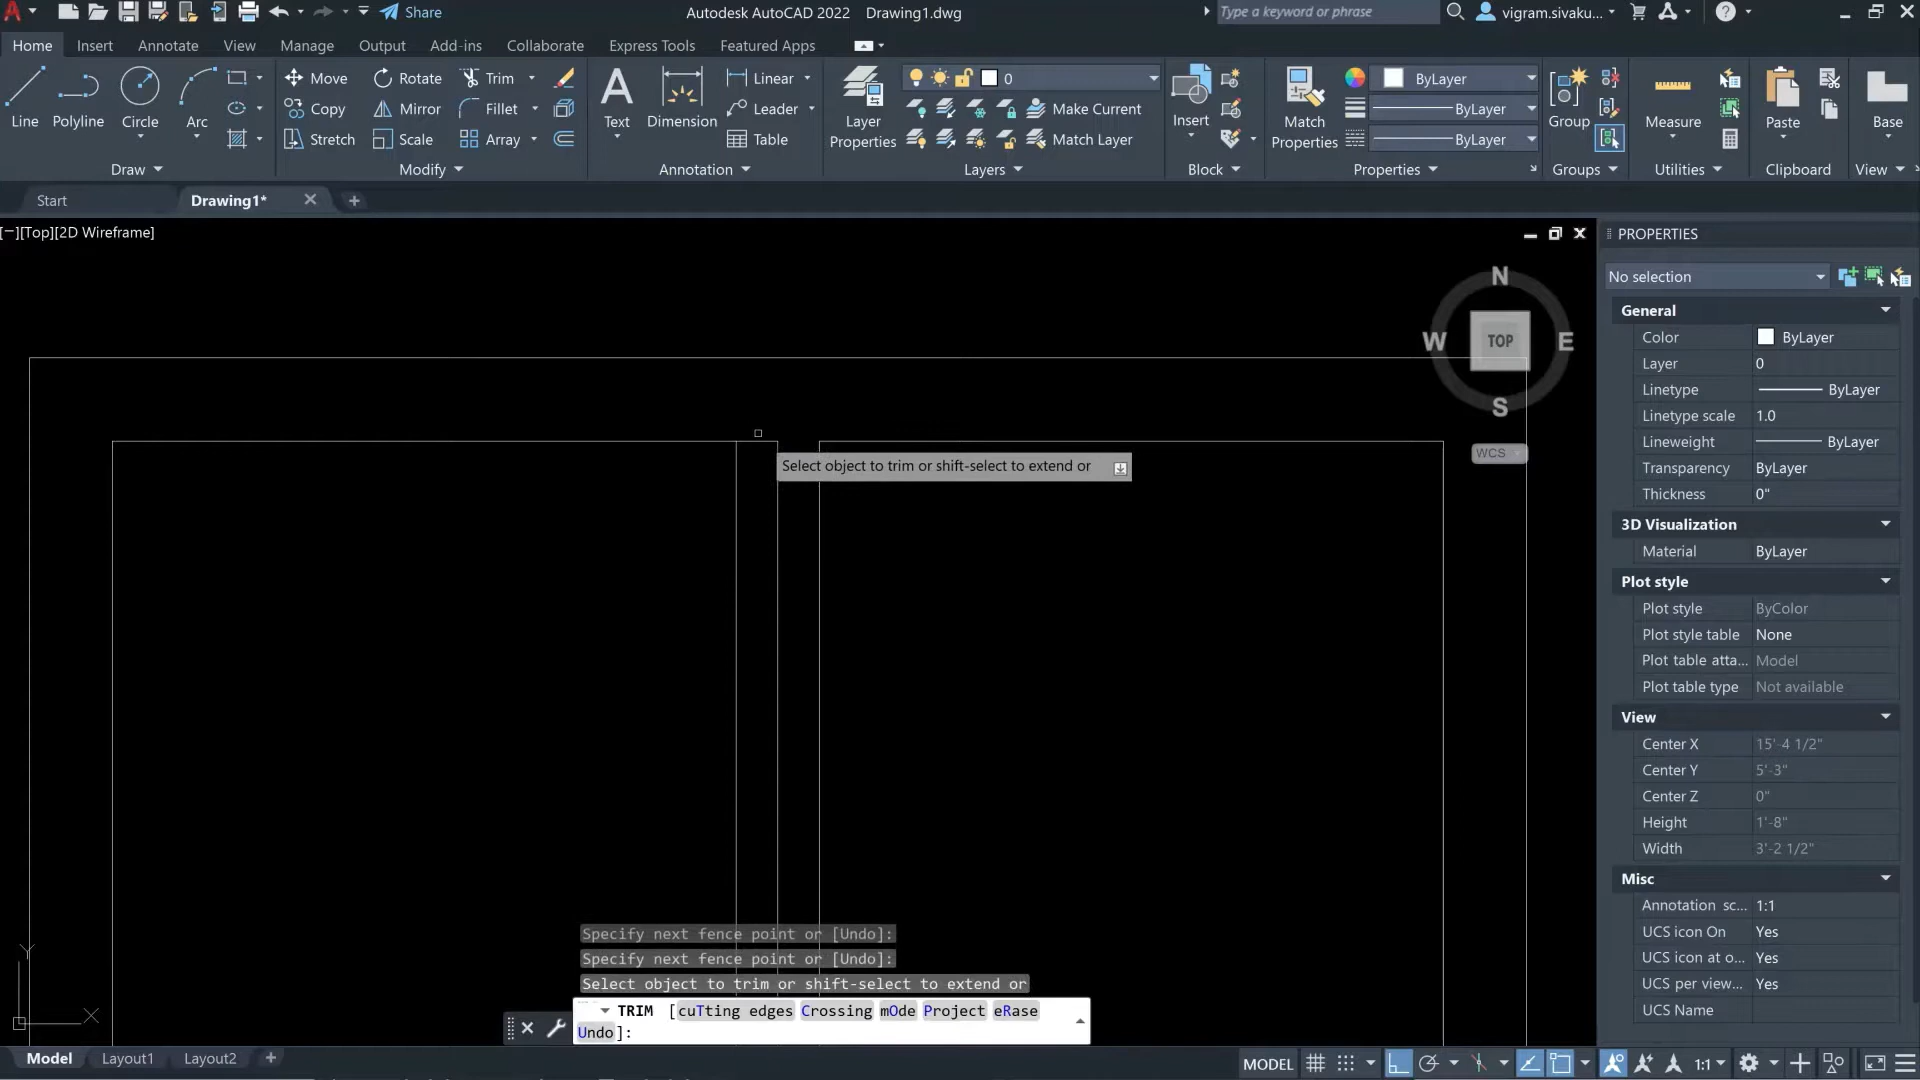 Share
Autodesk AutoCAD 2022 Drawing1.dwg
Type a keyword or phrase
vigram.sivaku...
Home Insert Annotate View Manage Output Add-ins Collaborate Express Tools Featured Apps
Line Polyline Circle Arc
Move Rotate Trim
Copy Mirror Fillet
Stretch Scale Array
Text Dimension
Linear
Leader
Table
Layer Properties
0
Make Current
Match Layer
Insert
Match Properties
ByLayer
ByLayer
ByLayer
Group Measure Paste Base
Draw Modify Annotation Layers Block Properties Groups Utilities Clipboard View
Start Drawing1*
[−][Top][2D Wireframe]
N
W TOP E
S
WCS
Select object to trim or shift-select to extend or
PROPERTIES
No selection
General
Color ByLayer
Layer 0
Linetype ByLayer
Linetype scale 1.0
Lineweight ByLayer
Transparency ByLayer
Thickness 0"
3D Visualization
Material ByLayer
Plot style
Plot style ByColor
Plot style table None
Plot table atta... Model
Plot table type Not available
View
Center X 15'-4 1/2"
Center Y 5'-3"
Center Z 0"
Height 1'-8"
Width 3'-2 1/2"
Misc
Annotation sc... 1:1
UCS icon On Yes
UCS icon at o... Yes
UCS per view... Yes
UCS Name
Y
X
Specify next fence point or [Undo]:
Specify next fence point or [Undo]:
Select object to trim or shift-select to extend or
TRIM [cuTting edges Crossing mOde Project eRase
Undo]:
Model Layout1 Layout2
MODEL 1:1